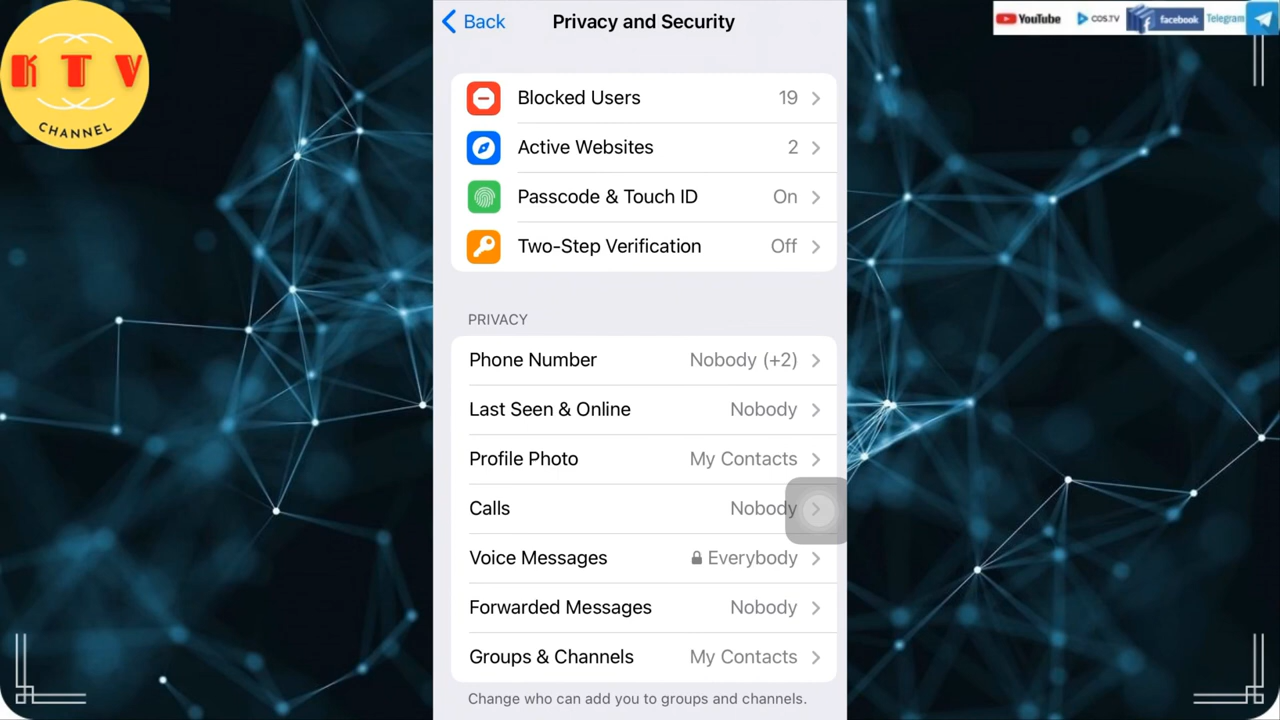 K T V
CHANNEL
YouTube
COS.TV
facebook
Telegram
Back
Privacy and Security
Blocked Users 19
Active Websites 2
Passcode & Touch ID On
Two-Step Verification Off
PRIVACY
Phone Number Nobody (+2)
Last Seen & Online Nobody
Profile Photo My Contacts
Calls Nobody
Voice Messages Everybody
Forwarded Messages Nobody
Groups & Channels My Contacts
Change who can add you to groups and channels.